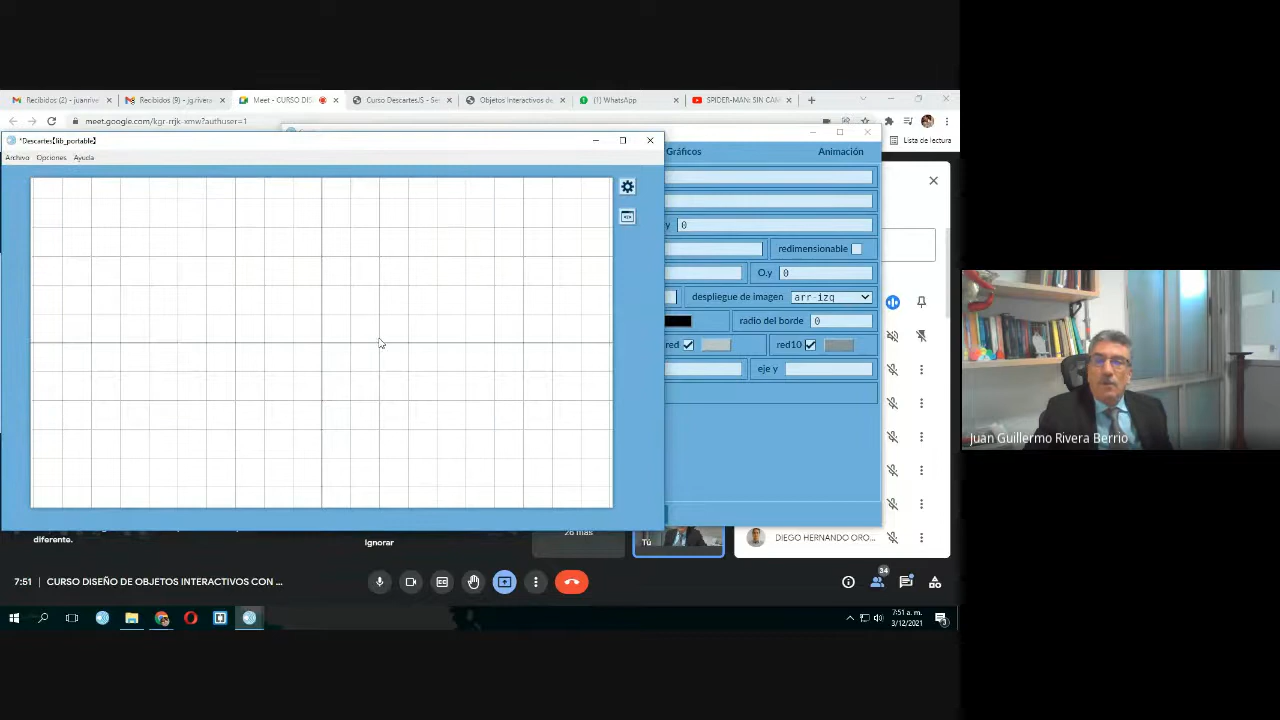 Recibidos (2) - juanrive
Recibidos (9) - jg.rivera
Meet - CURSO DIS
Curso DescartesJS - Se
Objetos Interactivos de
(1) WhatsApp
SPIDER-MAN: SIN CAM
meet.google.com/kgr-rrjk-xmw?authuser=1
Lista de lectura
*Descartes【lib_portable】
Archivo Opciones Ayuda
Gráficos Animación
y 0
redimensionable
O.y 0
despliegue de imagen arr-izq
radio del borde 0
red red10
eje y
Juan Guillermo Rivera Berrio
diferente.
Ignorar
26 más
Tú
DIEGO HERNANDO ORO...
7:51 | CURSO DISEÑO DE OBJETOS INTERACTIVOS CON ...
34
7:51 a. m.
3/12/2021
3